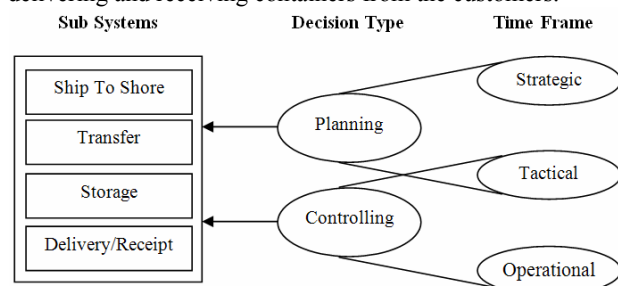 delivering and receiving containers from the customers.
Sub Systems Decision Type Time Frame
Ship To Shore
Transfer
Storage
Delivery/Receipt
Planning
Controlling
Strategic
Tactical
Operational